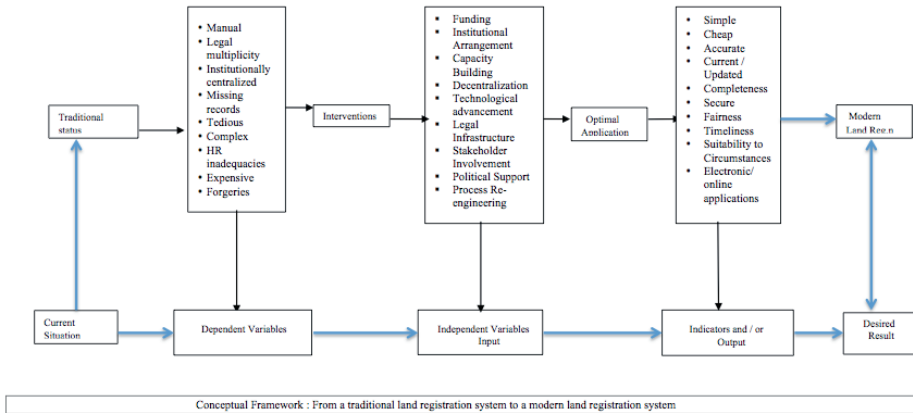 Traditional
status
• Manual
• Legal
multiplicity
• Institutionally
centralized
• Missing
records
• Tedious
• Complex
• HR
inadequacies
• Expensive
• Forgeries
Interventions
▪ Funding
▪ Institutional
Arrangement
▪ Capacity
Building
▪ Decentralization
▪ Technological
advancement
▪ Legal
Infrastructure
▪ Stakeholder
Involvement
▪ Political Support
▪ Process Re-
engineering
Optimal
Application
▪ Simple
▪ Cheap
▪ Accurate
▪ Current /
Updated
▪ Completeness
▪ Secure
▪ Fairness
▪ Timeliness
▪ Suitability to
Circumstances
▪ Electronic/
online
applications
Modern
Land Reg.n
Current
Situation
Dependent Variables
Independent Variables
Input
Indicators and / or
Output
Desired
Result
Conceptual Framework : From a traditional land registration system to a modern land registration system